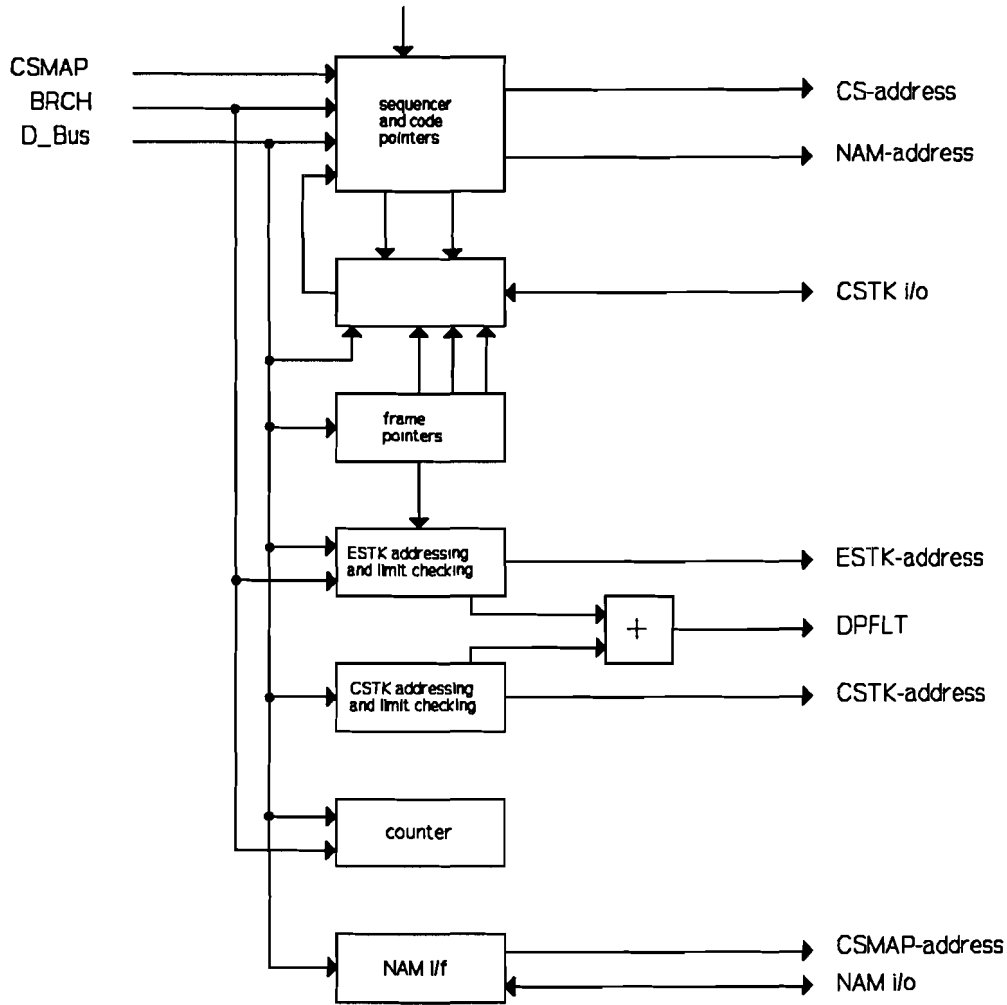 CSMAP
BRCH
D_Bus
sequencer
and code
pointers
CS-address
NAM-address
CSTK i/o
frame
pointers
ESTK addressing
and limit checking
ESTK-address
+
DPFLT
CSTK addressing
and limit checking
CSTK-address
counter
NAM i/f
CSMAP-address
NAM i/o